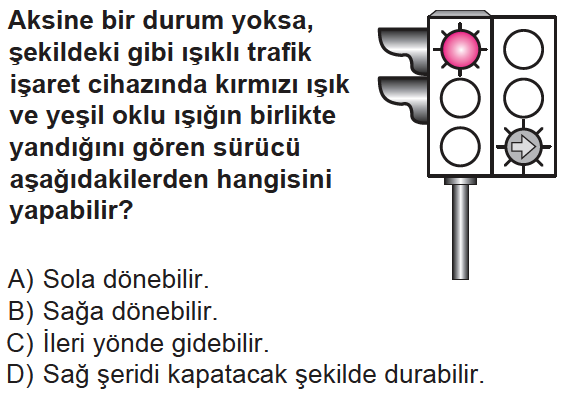 Aksine bir durum yoksa,
şekildeki gibi ışıklı trafik
işaret cihazında kırmızı ışık
ve yeşil oklu ışığın birlikte
yandığını gören sürücü
aşağıdakilerden hangisini
yapabilir?
A) Sola dönebilir.
B) Sağa dönebilir.
C) İleri yönde gidebilir.
D) Sağ şeridi kapatacak şekilde durabilir.